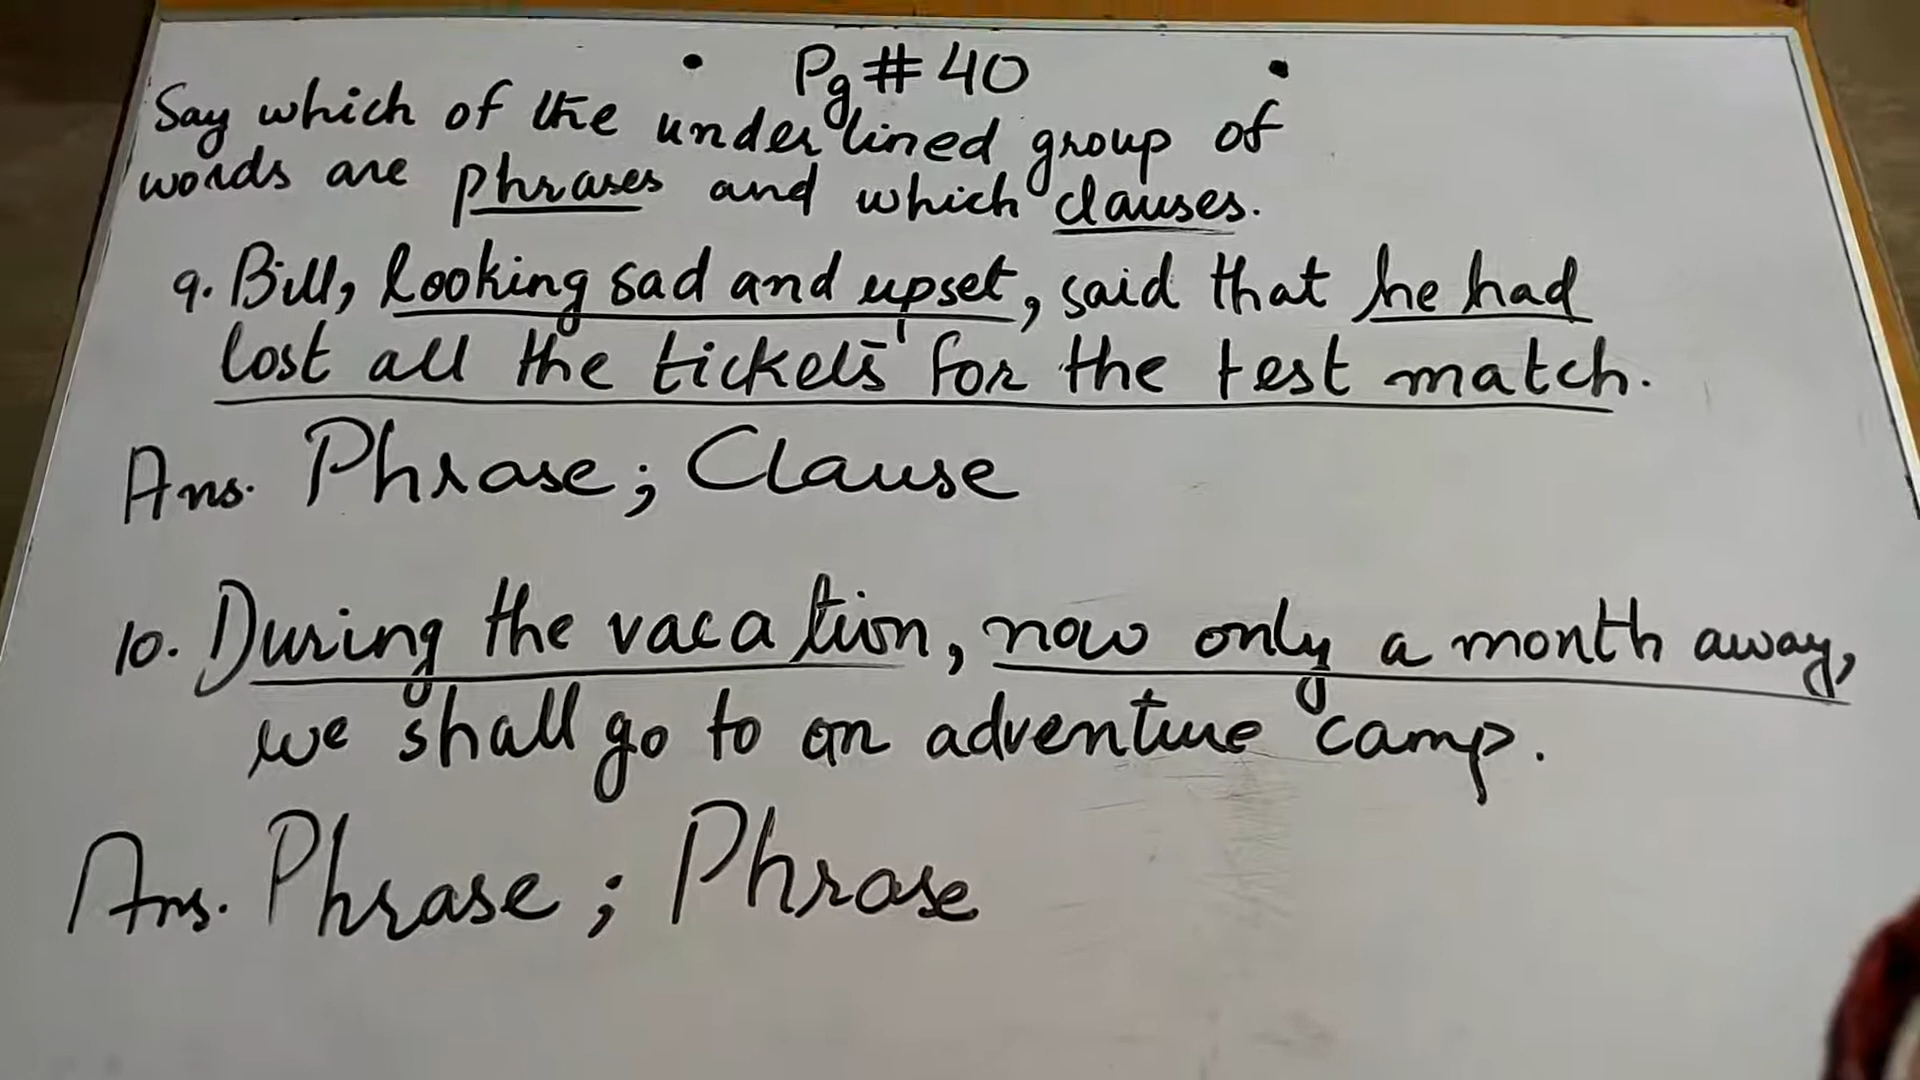 Pg # 40
Say which of the underlined group of
words are phrases and which clauses.
9. Bill, looking sad and upset, said that he had
lost all the tickets for the test match.
Ans. Phrase; Clause
10. During the vacation, now only a month away,
we shall go to an adventure camp.
Ans. Phrase; Phrase